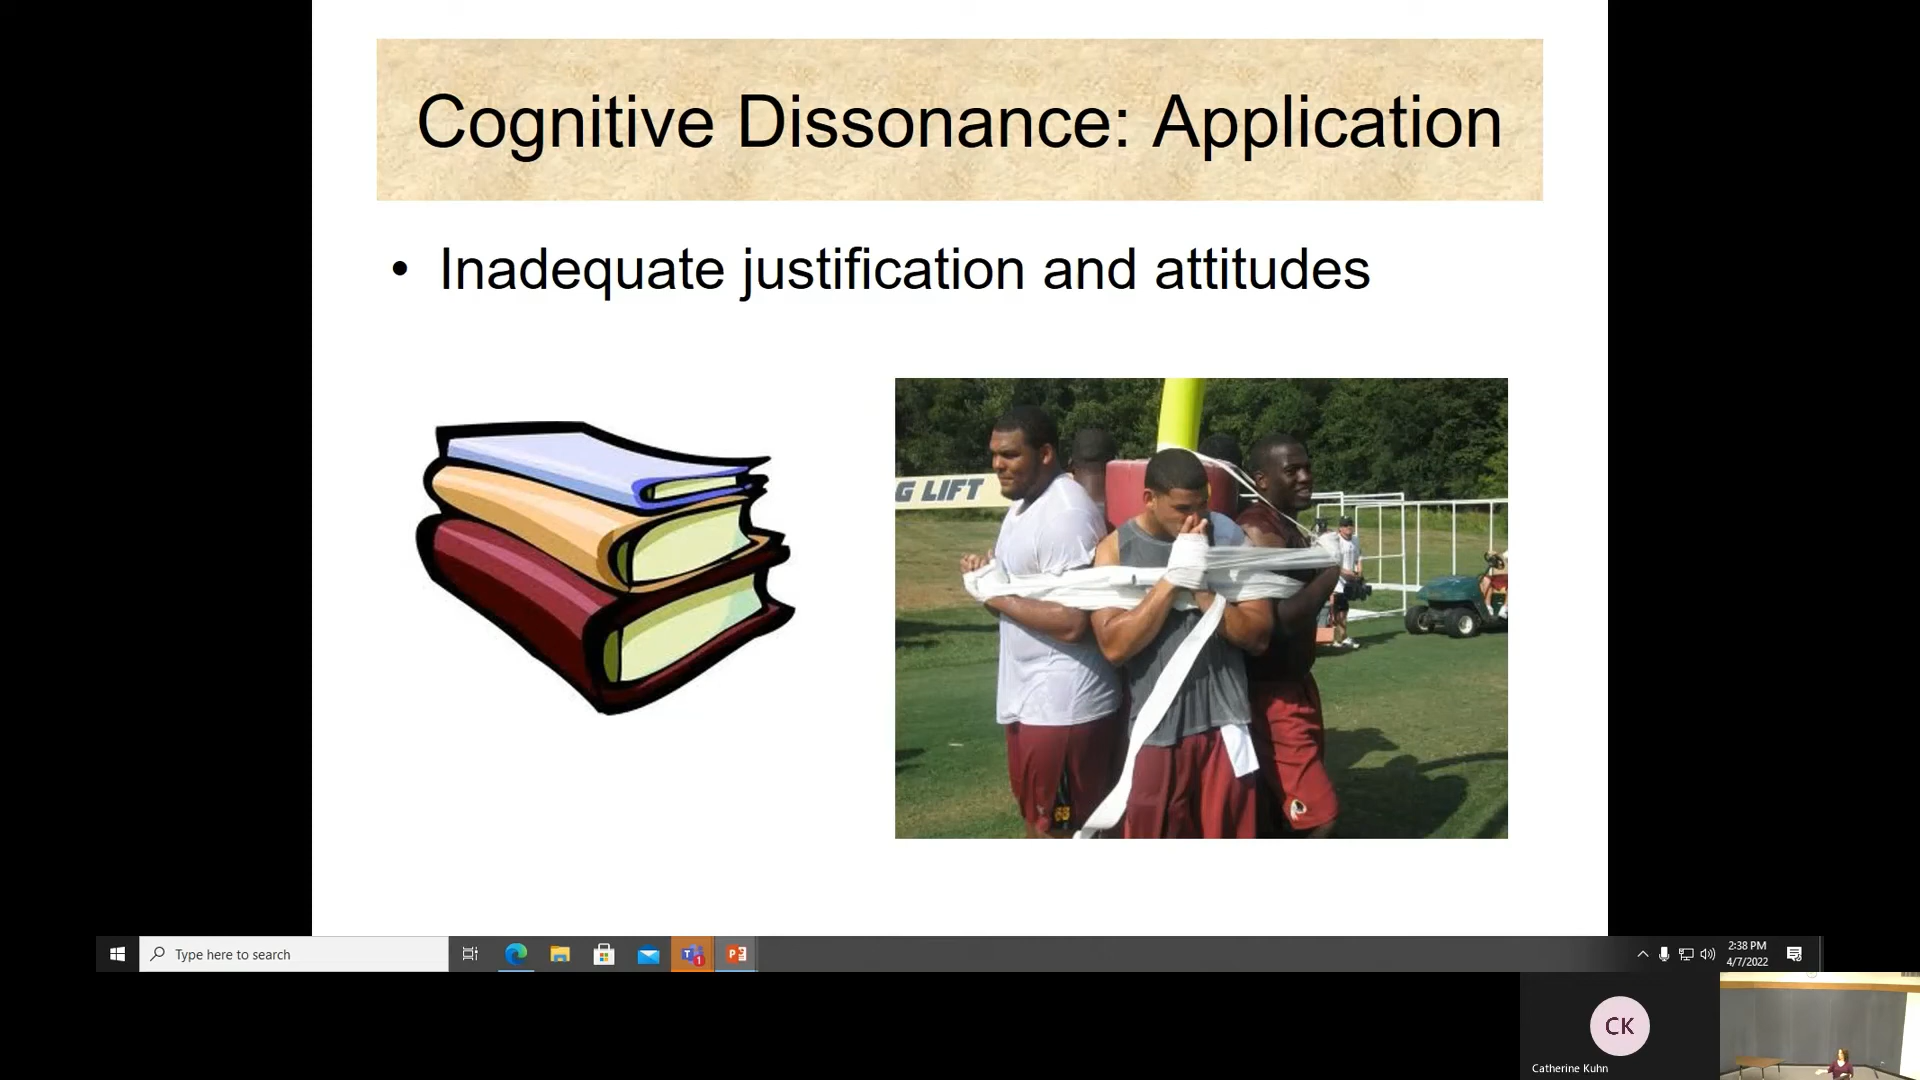 Cognitive Dissonance: Application
• Inadequate justification and attitudes
G LIFT
Type here to search
2:38 PM
4/7/2022
CK
Catherine Kuhn